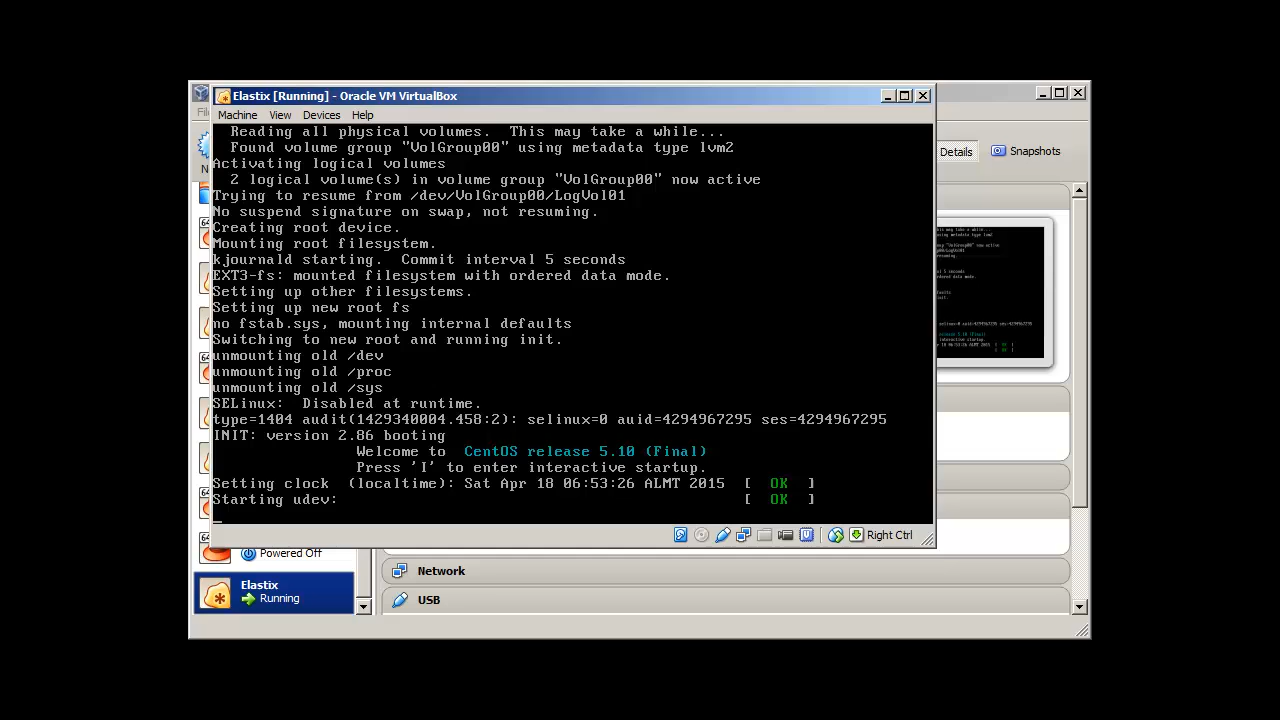 Elastix [Running] - Oracle VM VirtualBox
Machine View Devices Help
Details
Snapshots
Reading all physical volumes.  This may take a while...
Found volume group "VolGroup00" using metadata type lvm2
Activating logical volumes
2 logical volume(s) in volume group "VolGroup00" now active
Trying to resume from /dev/VolGroup00/LogVol01
No suspend signature on swap, not resuming.
Creating root device.
Mounting root filesystem.
kjournald starting.  Commit interval 5 seconds
EXT3-fs: mounted filesystem with ordered data mode.
Setting up other filesystems.
Setting up new root fs
no fstab.sys, mounting internal defaults
Switching to new root and running init.
unmounting old /dev
unmounting old /proc
unmounting old /sys
SELinux:  Disabled at runtime.
type=1404 audit(1429340004.458:2): selinux=0 auid=4294967295 ses=4294967295
INIT: version 2.86 booting
Welcome to  CentOS release 5.10 (Final)
Press 'I' to enter interactive startup.
Setting clock  (localtime): Sat Apr 18 06:53:26 ALMT 2015  [  OK  ]
Starting udev:  [  OK  ]
Right Ctrl
Powered Off
Elastix
Running
Network
USB